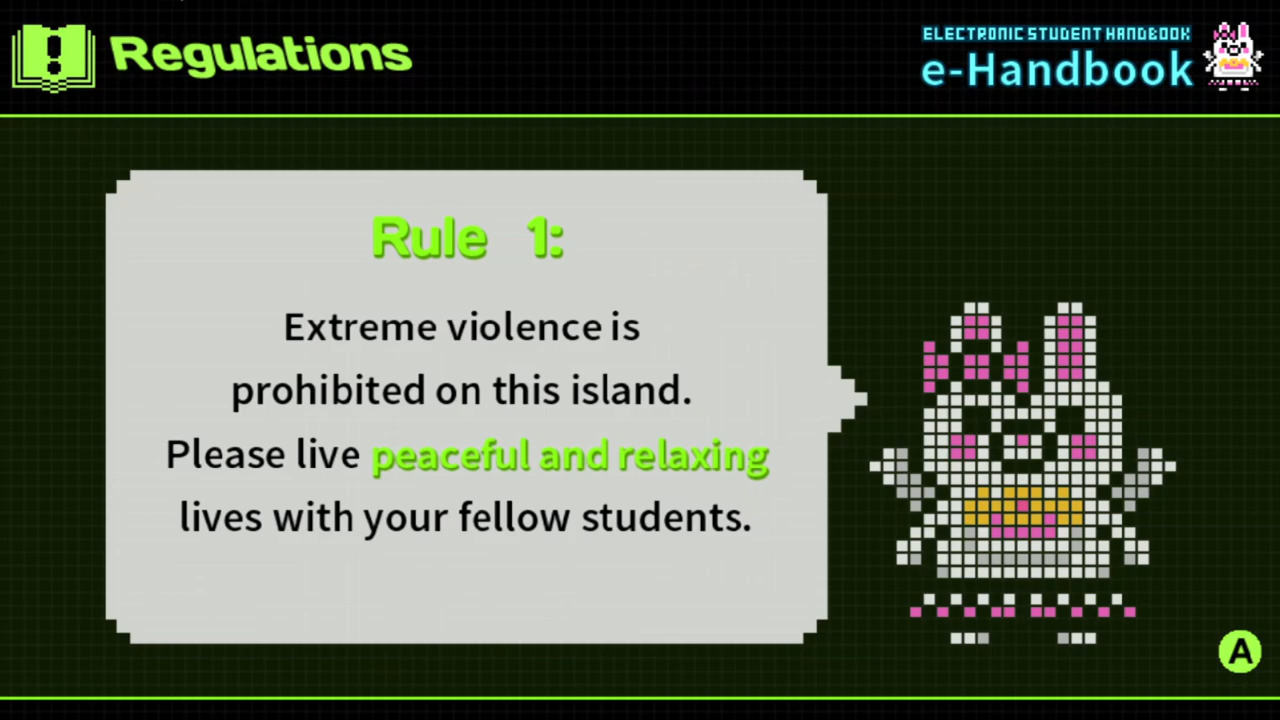 Regulations
ELECTRONIC STUDENT HANDBOOK
e-Handbook
Rule 1:
Extreme violence is
prohibited on this island.
Please live peaceful and relaxing
lives with your fellow students.
A